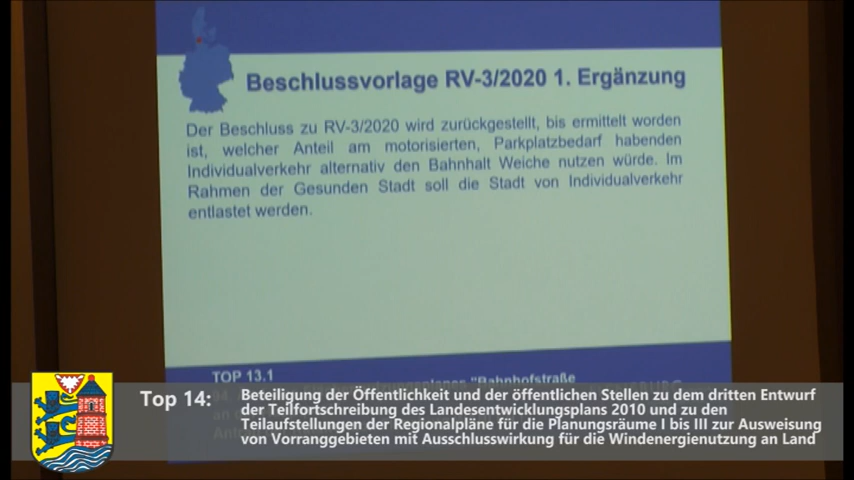 Beschlussvorlage RV-3/2020 1. Ergänzung
Der Beschluss zu RV-3/2020 wird zurückgestellt, bis ermittelt worden
ist, welcher Anteil am motorisierten, Parkplatzbedarf habenden
Individualverkehr alternativ den Bahnhalt Weiche nutzen würde. Im
Rahmen der Gesunden Stadt soll die Stadt von Individualverkehr
entlastet werden.
TOP 13.1
"Bahnhofstraße
Top 14:
Beteiligung der Öffentlichkeit und der öffentlichen Stellen zu dem dritten Entwurf
der Teilfortschreibung des Landesentwicklungsplans 2010 und zu den
Teilaufstellungen der Regionalpläne für die Planungsräume I bis III zur Ausweisung
von Vorranggebieten mit Ausschlusswirkung für die Windenergienutzung an Land